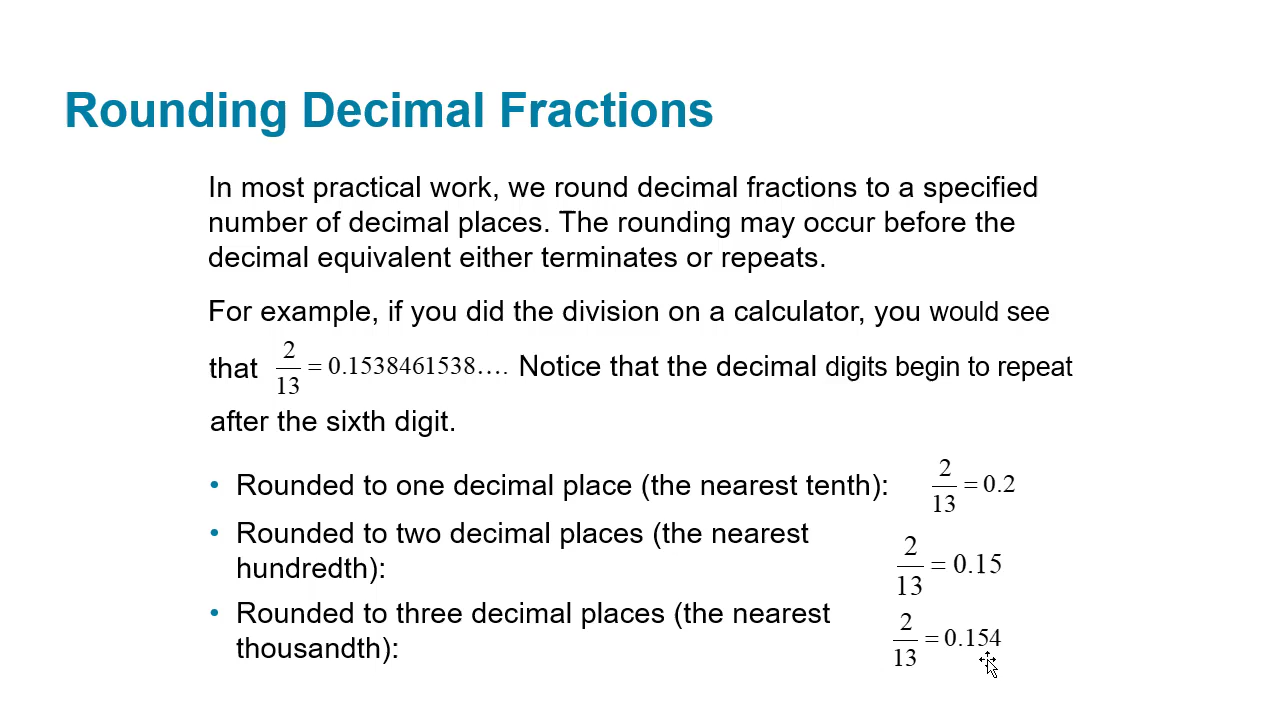 Rounding Decimal Fractions
In most practical work, we round decimal fractions to a specified
number of decimal places. The rounding may occur before the
decimal equivalent either terminates or repeats.
For example, if you did the division on a calculator, you would see
that 2/13 = 0.1538461538.... Notice that the decimal digits begin to repeat
after the sixth digit.
• Rounded to one decimal place (the nearest tenth): 2/13 = 0.2
• Rounded to two decimal places (the nearest
hundredth): 2/13 = 0.15
• Rounded to three decimal places (the nearest
thousandth): 2/13 = 0.154